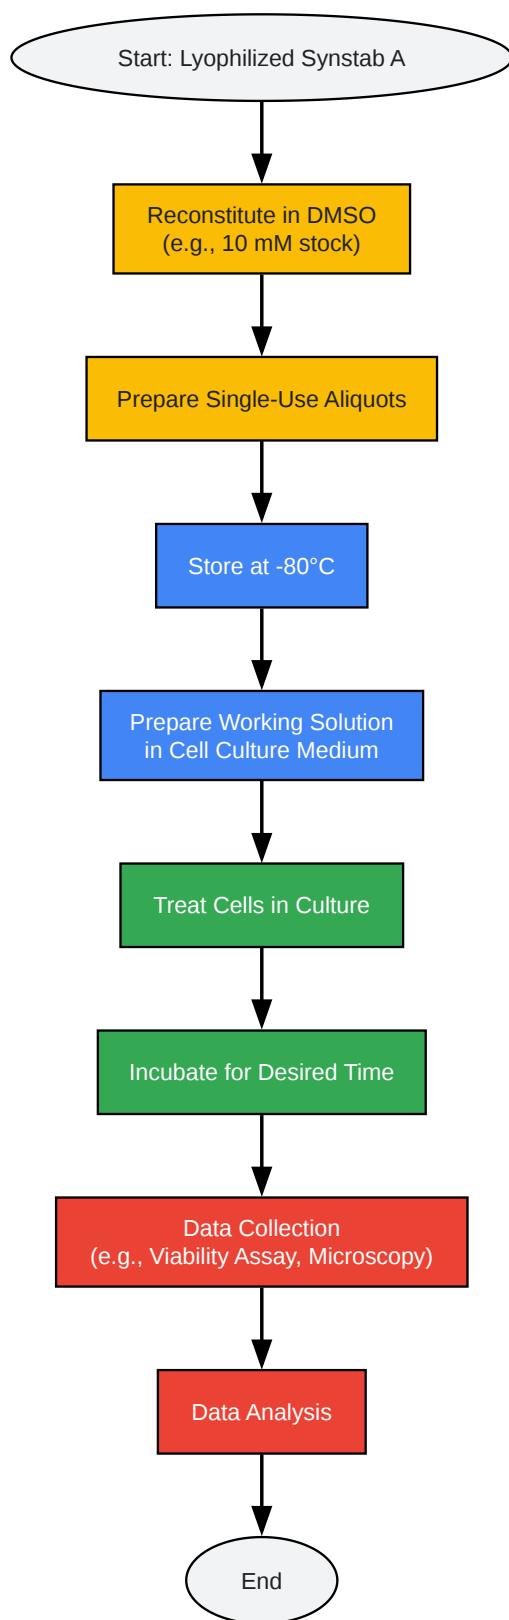 Start: Lyophilized Synstab A
Reconstitute in DMSO
(e.g., 10 mM stock)
Prepare Single-Use Aliquots
Store at -80°C
Prepare Working Solution
in Cell Culture Medium
Treat Cells in Culture
Incubate for Desired Time
Data Collection
(e.g., Viability Assay, Microscopy)
Data Analysis
End